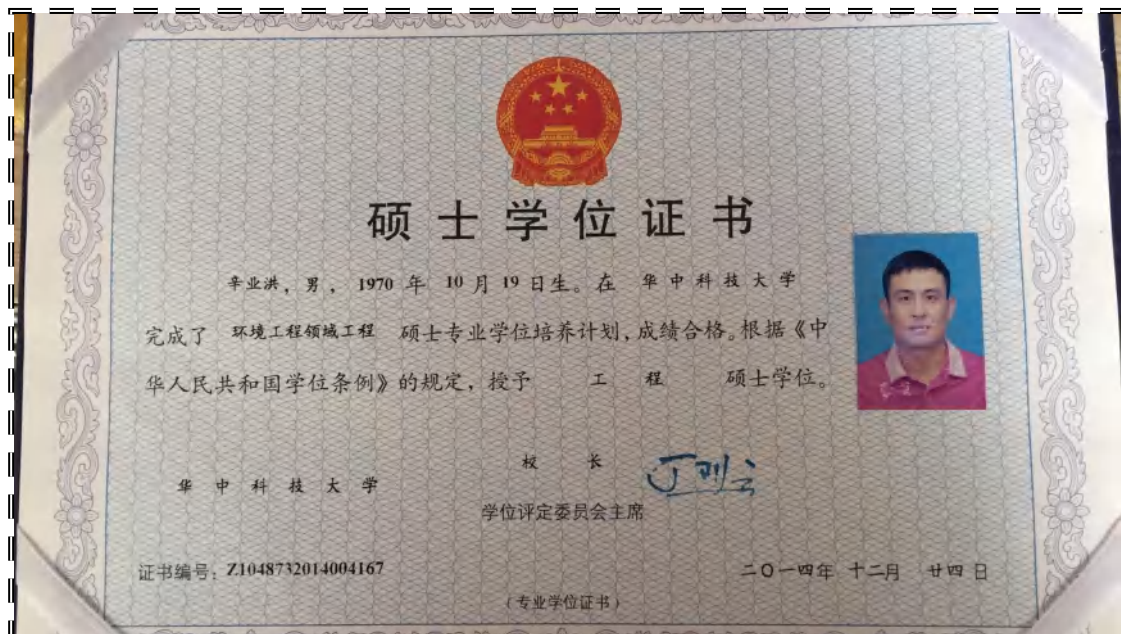 硕士学位证书
辛业洪，男，1970 年 10 月 19 日生。在 华中科技大学
完成了 环境工程领域工程 硕士专业学位培养计划，成绩合格。根据《中
华人民共和国学位条例》的规定，授予 工 程 硕士学位。
校 长 丁烈云
华中科技大学
学位评定委员会主席
证书编号：Z1048732014004167
二〇一四年 十二月 廿四日
（专业学位证书）